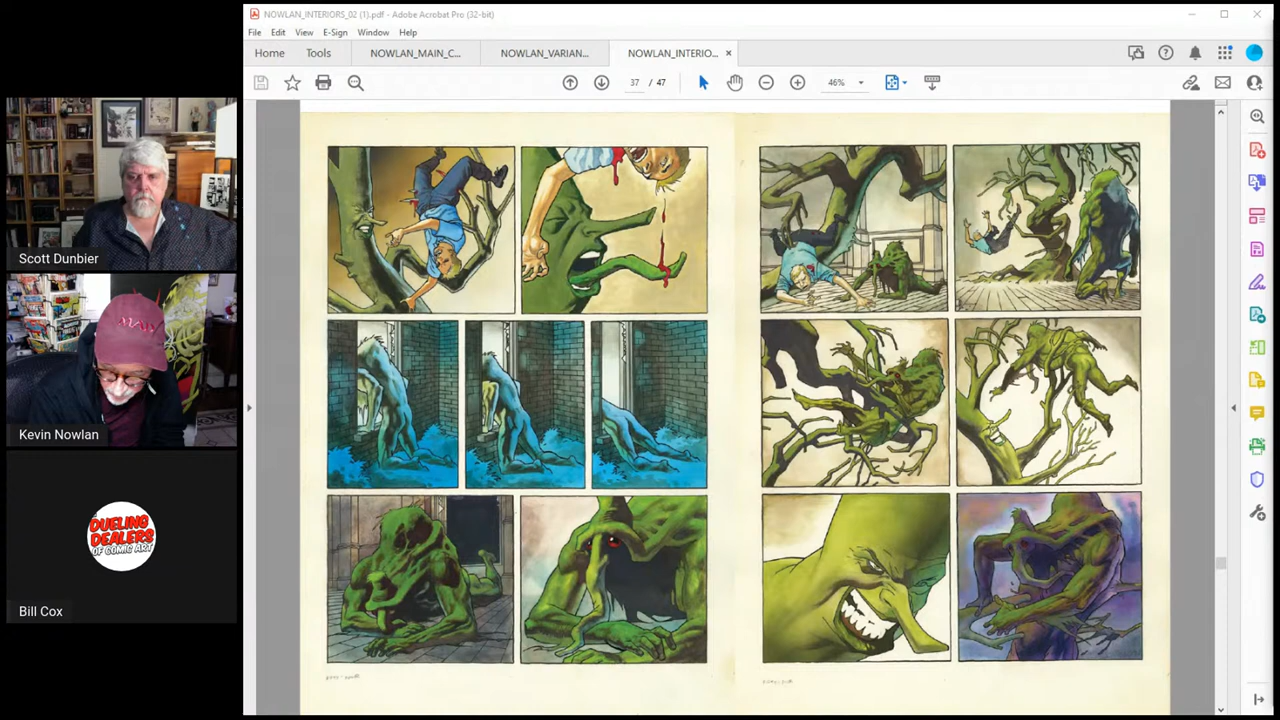 NOWLAN_INTERIORS_02 (1).pdf - Adobe Acrobat Pro (32-bit)
File Edit View E-Sign Window Help
Home Tools NOWLAN_MAIN_C... NOWLAN_VARIAN... NOWLAN_INTERIO... ×
37 / 47 46%
Scott Dunbier
Kevin Nowlan
DUELING
DEALERS
OF COMIC ART
Bill Cox